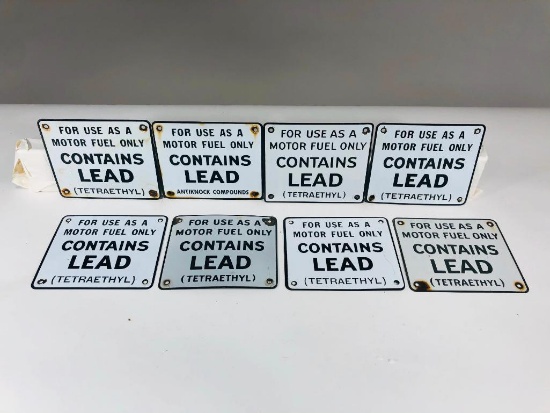 FOR USE AS A
MOTOR FUEL ONLY
CONTAINS
LEAD
(TETRAETHYL)
FOR USE AS A
MOTOR FUEL ONLY
CONTAINS
LEAD
ANTIKNOCK COMPOUNDS
FOR USE AS A
MOTOR FUEL ONLY
CONTAINS
LEAD
(TETRAETHYL)
FOR USE AS A
MOTOR FUEL ONLY
CONTAINS
LEAD
(TETRAETHYL)
FOR USE AS A
MOTOR FUEL ONLY
CONTAINS
LEAD
(TETRAETHYL)
FOR USE AS A
MOTOR FUEL ONLY
CONTAINS
LEAD
(TETRAETHYL)
FOR USE AS A
MOTOR FUEL ONLY
CONTAINS
LEAD
(TETRAETHYL)
FOR USE AS A
MOTOR FUEL ONLY
CONTAINS
LEAD
(TETRAETHYL)